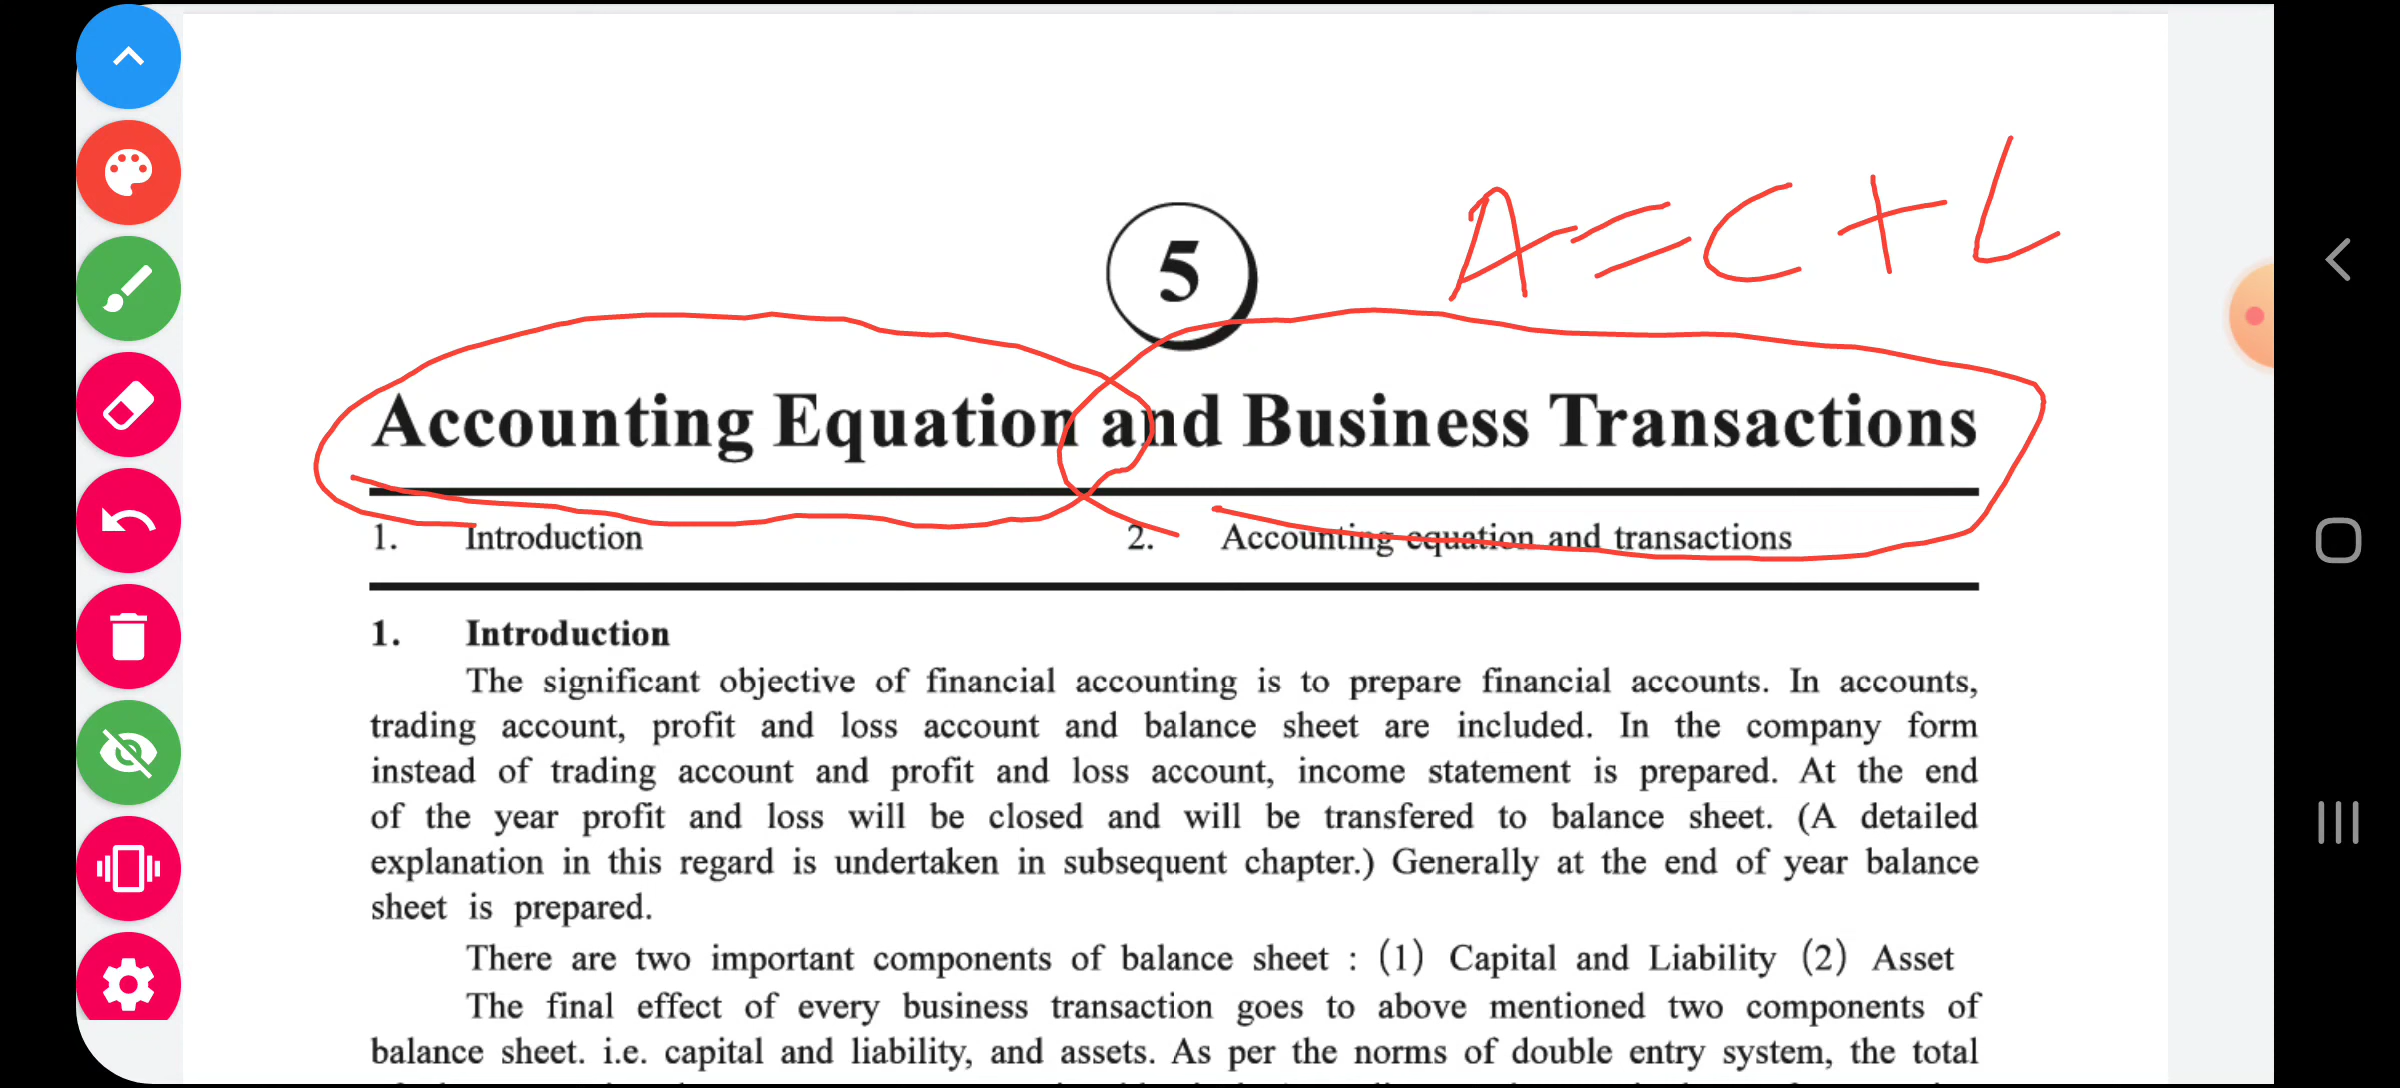 A = C + L
5
Accounting Equation and Business Transactions
1. Introduction 2. Accounting equation and transactions
1. Introduction
The significant objective of financial accounting is to prepare financial accounts. In accounts,
trading account, profit and loss account and balance sheet are included. In the company form
instead of trading account and profit and loss account, income statement is prepared. At the end
of the year profit and loss will be closed and will be transfered to balance sheet. (A detailed
explanation in this regard is undertaken in subsequent chapter.) Generally at the end of year balance
sheet is prepared.
There are two important components of balance sheet : (1) Capital and Liability (2) Asset
The final effect of every business transaction goes to above mentioned two components of
balance sheet. i.e. capital and liability, and assets. As per the norms of double entry system, the total